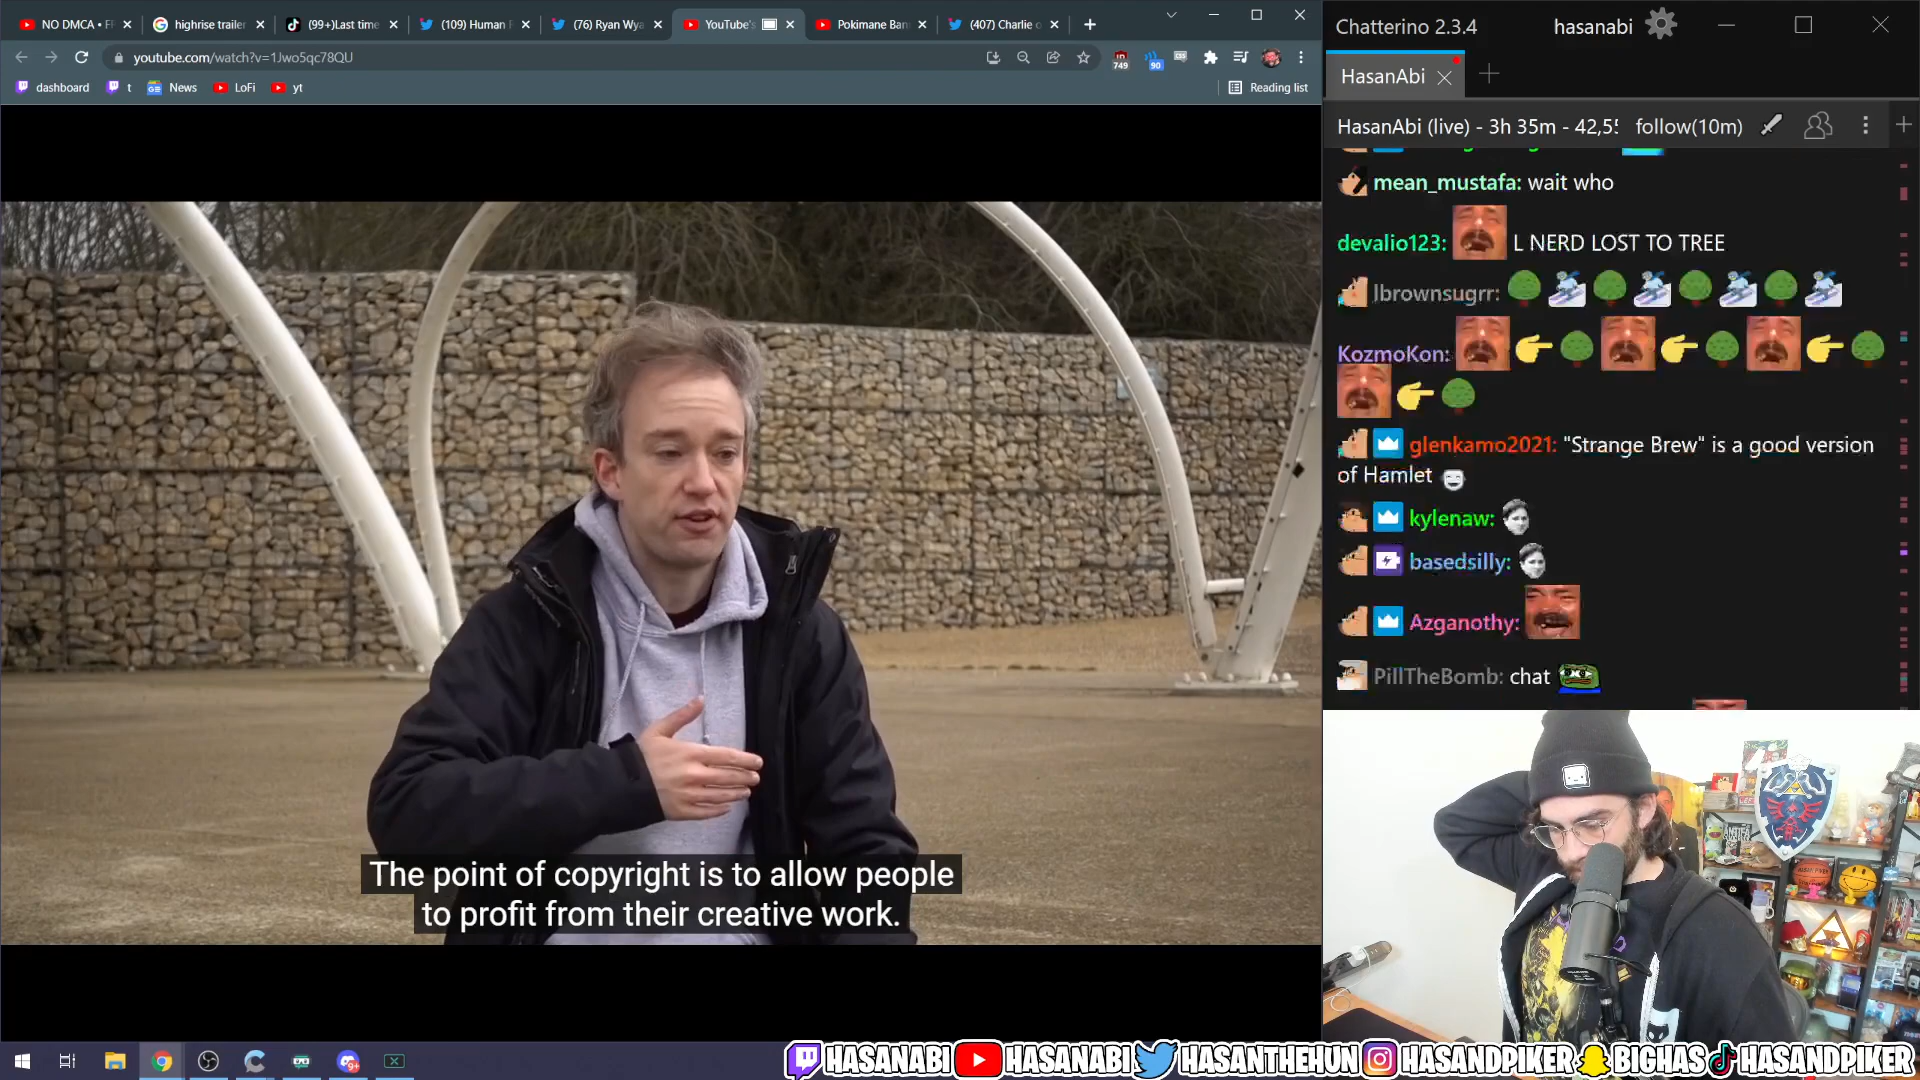 NO DMCA • F
highrise trailer
(99+)Last time
(109) Human R
(76) Ryan Wya
YouTube's
Pokimane Ban
(407) Charlie o
youtube.com/watch?v=1Jwo5qc78QU
749
90
dashboard
t
News
LoFi
yt
Reading list
The point of copyright is to allow people
to profit from their creative work.
Chatterino 2.3.4
hasanabi
HasanAbi
HasanAbi (live) - 3h 35m - 42,55
follow(10m)
mean_mustafa: wait who
devalio123: L NERD LOST TO TREE
lbrownsugrr:
KozmoKon:
glenkamo2021: "Strange Brew" is a good version
of Hamlet
kylenaw:
basedsilly:
Azganothy:
PillTheBomb: chat
HASANABI HASANABI HASANTHEHUN HASANDPIKER BIGHAS HASANDPIKER